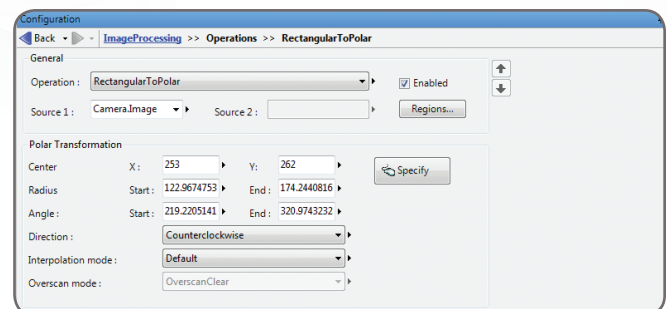 Configuration
Back ImageProcessing >> Operations >> RectangularToPolar
General
Operation : RectangularToPolar Enabled
Source 1 : Camera.Image Source 2 : Regions...
Polar Transformation
Center X : 253 Y : 262 Specify
Radius Start : 122.9674753 End : 174.2440816
Angle : Start : 219.2205141 End : 320.9743232
Direction : Counterclockwise
Interpolation mode : Default
Overscan mode : OverscanClear